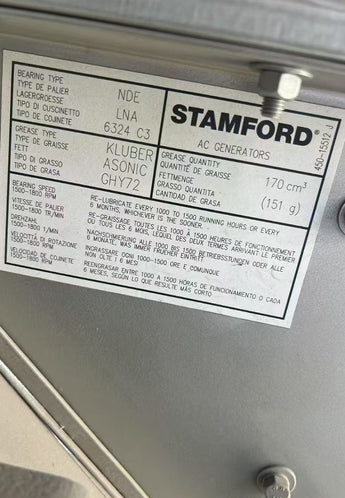 BEARING TYPE
TYPE DE PALIER
LAGERGROESSE
TIPO DI CUSCINETTO
TIPO DE COJINETE
NDE
LNA
6324 C3
GREASE TYPE
TYPE DE GRAISSE
FETT
TIPO DI GRASSO
TIPO DE GRASA
KLUBER
ASONIC
GHY72
STAMFORD®
AC GENERATORS
GREASE QUANTITY
QUANTITÉ DE GRAISSE
FETTMENGE
GRASSO QUANTITA
CANTIDAD DE GRASA
170 cm³
(151 g)
450-15512 J
BEARING SPEED
1500-1800 RPM
RE-LUBRICATE EVERY 1000 TO 1500 RUNNING HOURS OR EVERY
6 MONTHS, WHICHEVER IS THE SOONER.
VITESSE DE PALIER
1500-1800 TR/MIN
RE-GRAISSAGE TOUTES LES 1000 À 1500 HEURES DE FONCTIONNEMENT
OU TOUS LES 6 MOIS, LEQUEL DES DEUX TERMES ARRIVANT LE PREMIER
DREHZAHL
1500-1800 1/MIN
NACHSCHMIERUNG ALLE 1000 BIS 1500 BETRIEBSSTUNDEN ODER ALLE
6 MONATE, WAS IMMER FRUEHER EINTRITT
VELOCITÀ DI ROTAZIONE
1500-1800 RPM
INGRASSARE OGNI 1000-1500 ORE E COMUNQUE
NON OLTE I 6 MESI
VELOCIDAD DE COJINETE
1500-1800 RPM
REENGRASAR ENTRE 1000 A 1500 HORAS DE FUNCIONAMIENTO O CADA
6 MESES, SEGÚN LO QUE RESULTE MÁS CORTO